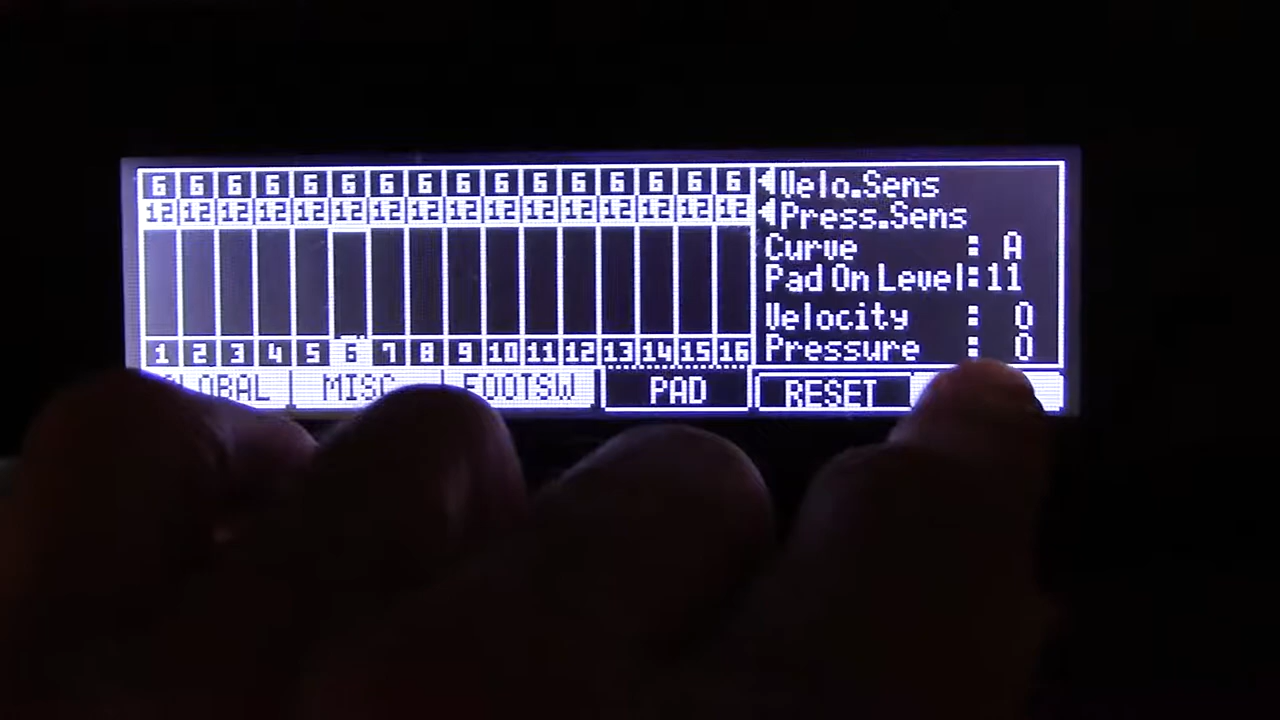 6 6 6 6 6 6 6 6 6 6 6 6 6 6 6 6 Velo.Sens
12 12 12 12 12 12 12 12 12 12 12 12 12 12 12 12 Press.Sens
Curve : A
Pad On Level:11
Velocity : 0
Pressure : 0
1 2 3 4 5 6 7 8 9 10 11 12 13 14 15 16
GLOBAL MISC FOOTSW PAD RESET